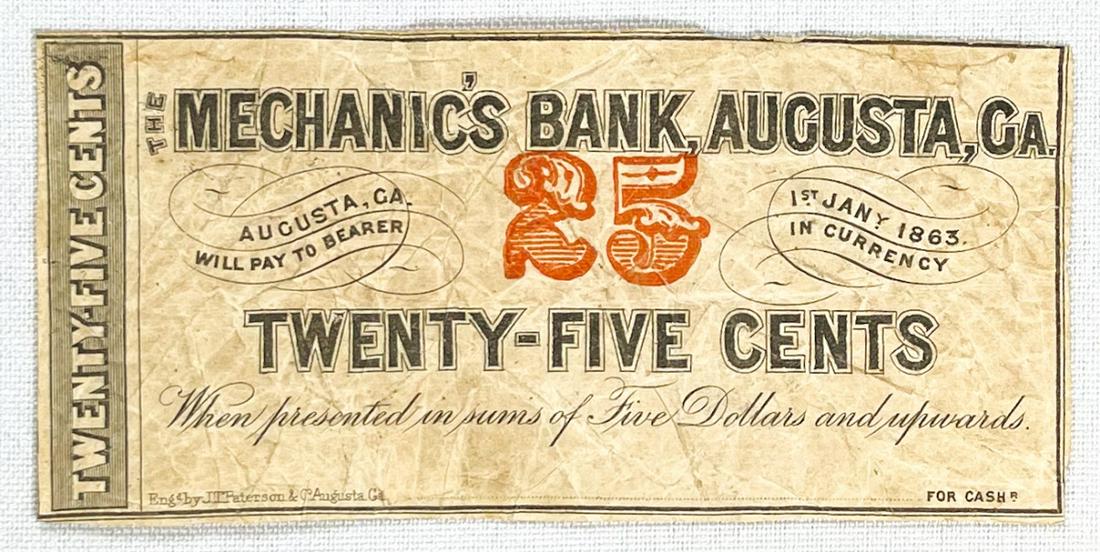 TWENTY-FIVE CENTS
THE MECHANIC'S BANK, AUGUSTA, GA.
25
AUGUSTA, GA.
WILL PAY TO BEARER
1ST JANY 1863.
IN CURRENCY
TWENTY-FIVE CENTS
When presented in sums of Five Dollars and upwards.
Engd by J.T. Paterson & Co Augusta Ga
FOR CASHR